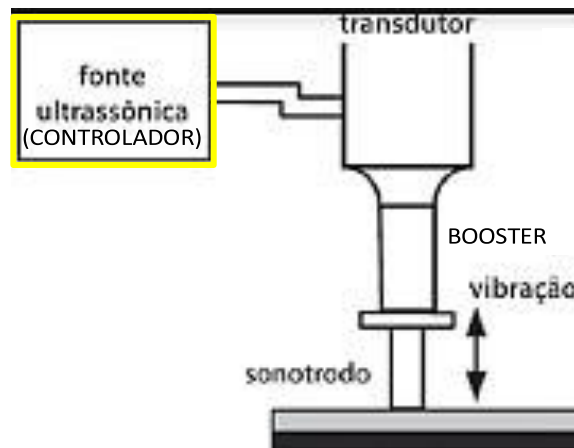 transdutor
fonte
ultrassônica
(CONTROLADOR)
BOOSTER
vibração
sonotrodo